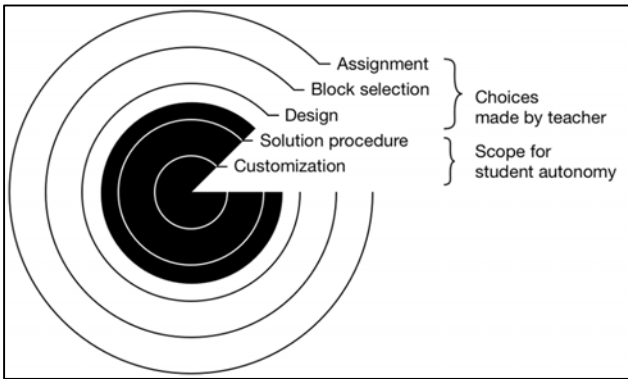 Assignment
Block selection
Design
Solution procedure
Customization
Choices
made by teacher
Scope for
student autonomy